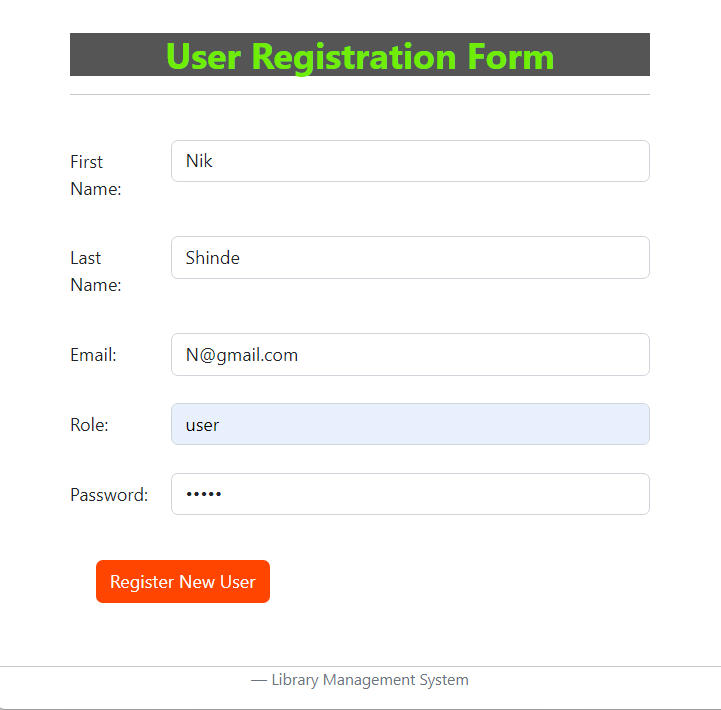 User Registration Form
First
Name:
Nik
Last
Name:
Shinde
Email:
N@gmail.com
Role:
user
Password:
•••••
Register New User
— Library Management System